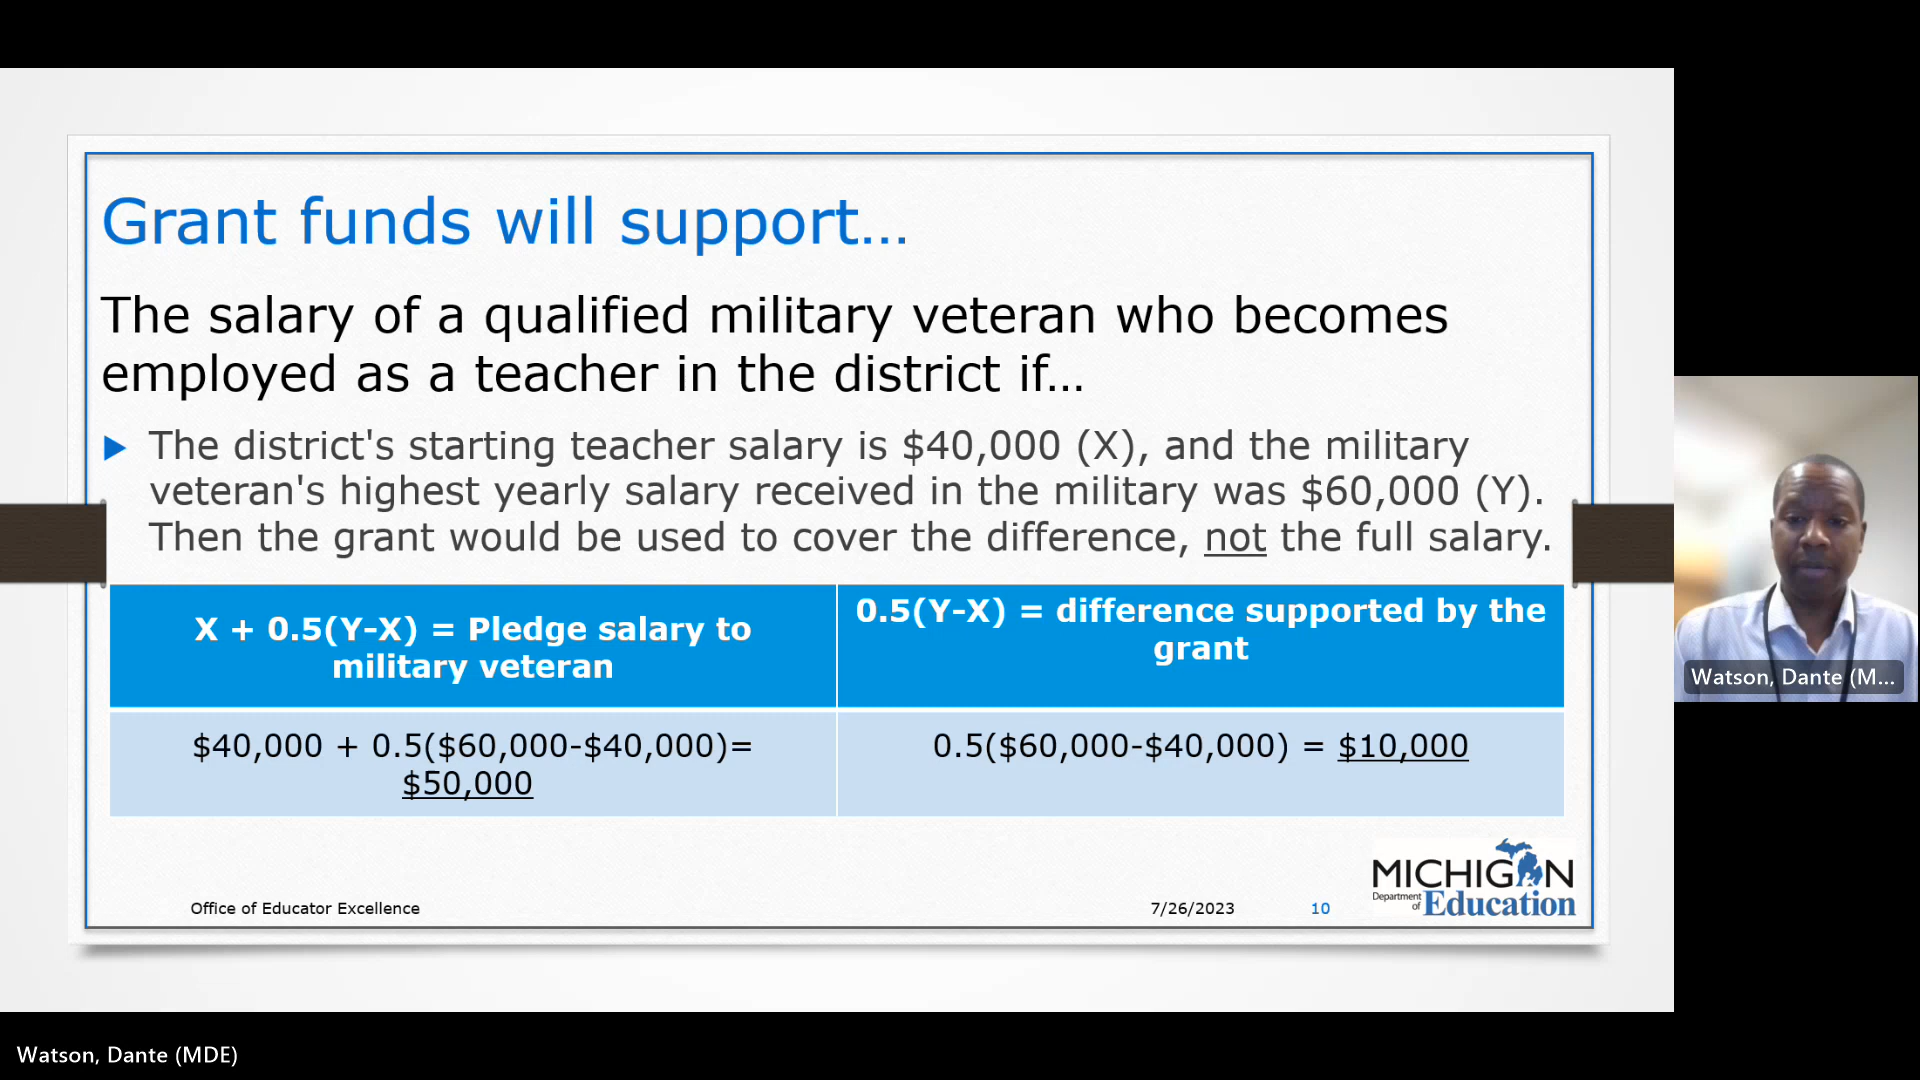 Grant funds will support...
The salary of a qualified military veteran who becomes
employed as a teacher in the district if...
The district's starting teacher salary is $40,000 (X), and the military
veteran's highest yearly salary received in the military was $60,000 (Y).
Then the grant would be used to cover the difference, not the full salary.
X + 0.5(Y-X) = Pledge salary to
military veteran
0.5(Y-X) = difference supported by the
grant
$40,000 + 0.5($60,000-$40,000)=
$50,000
0.5($60,000-$40,000) = $10,000
Office of Educator Excellence
7/26/2023
10
MICHIGAN
Department
of Education
Watson, Dante (M...
Watson, Dante (MDE)